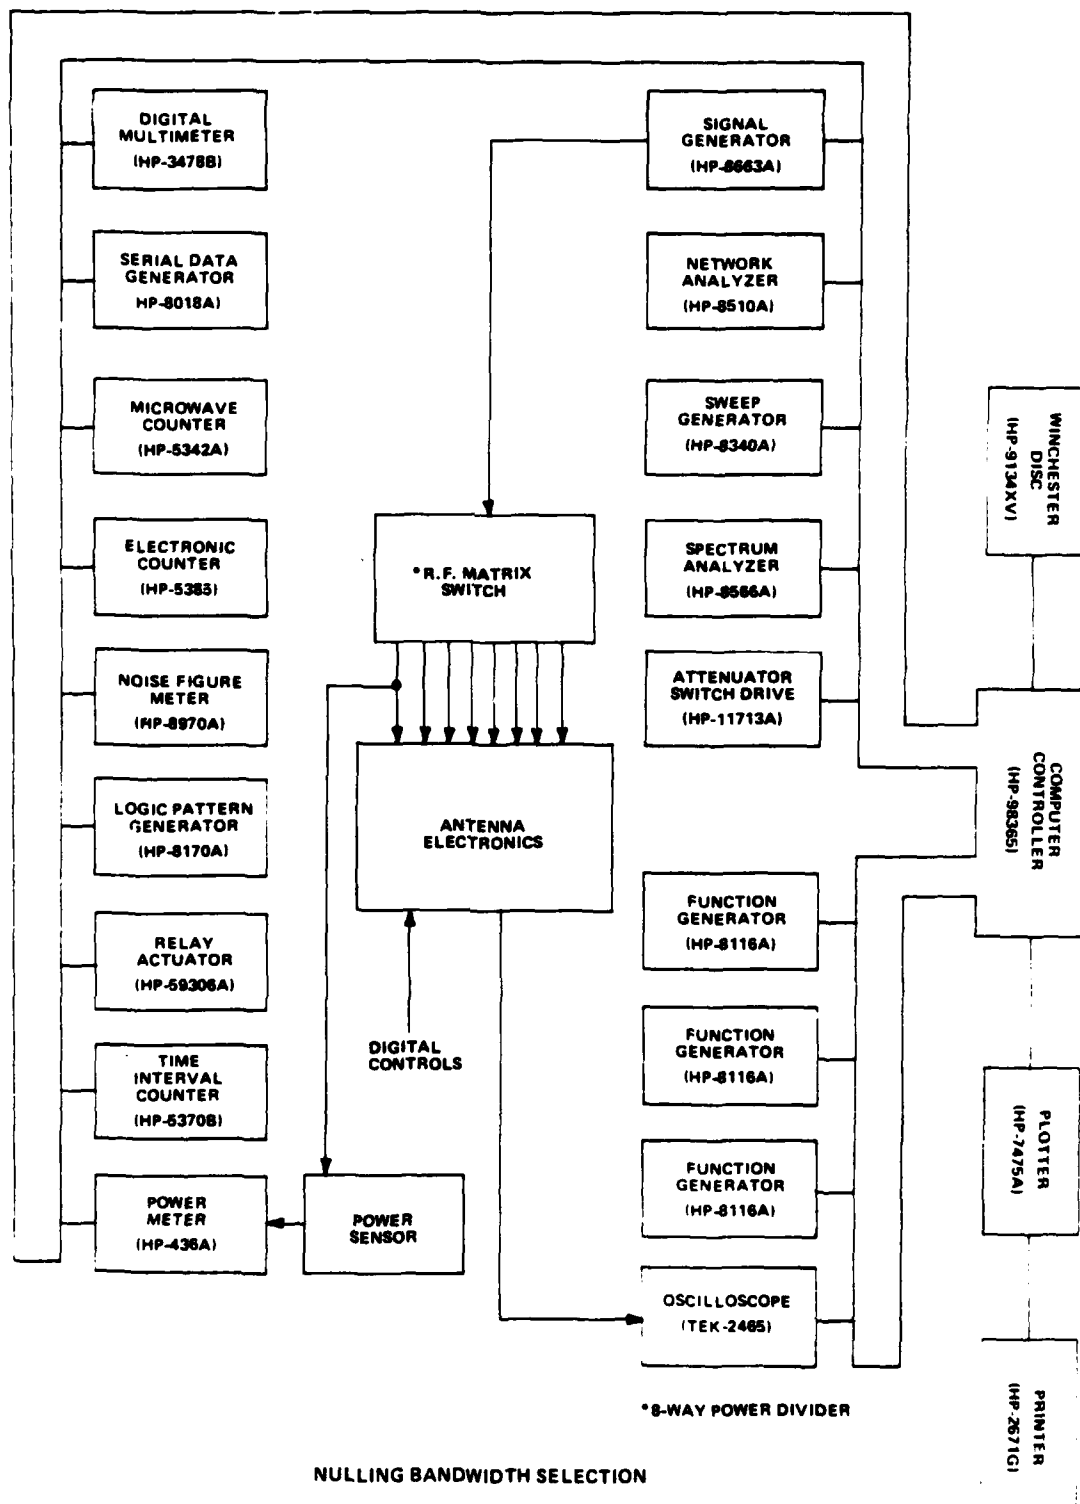 DIGITAL
MULTIMETER
(HP-3478B)
SERIAL DATA
GENERATOR
HP-8018A)
MICROWAVE
COUNTER
(HP-5342A)
ELECTRONIC
COUNTER
(HP-5385)
NOISE FIGURE
METER
(HP-8970A)
LOGIC PATTERN
GENERATOR
(HP-8170A)
RELAY
ACTUATOR
(HP-59306A)
TIME
INTERVAL
COUNTER
(HP-5370B)
POWER
METER
(HP-436A)
POWER
SENSOR
*R.F. MATRIX
SWITCH
ANTENNA
ELECTRONICS
DIGITAL
CONTROLS
SIGNAL
GENERATOR
(HP-8663A)
NETWORK
ANALYZER
(HP-8510A)
SWEEP
GENERATOR
(HP-8340A)
SPECTRUM
ANALYZER
(HP-8566A)
ATTENUATOR
SWITCH DRIVE
(HP-11713A)
FUNCTION
GENERATOR
(HP-8116A)
FUNCTION
GENERATOR
(HP-8116A)
FUNCTION
GENERATOR
(HP-8116A)
OSCILLOSCOPE
(TEK-2465)
WINCHESTER
DISC
(HP-9134XV)
COMPUTER
CONTROLLER
(HP-98365)
PLOTTER
(HP-7475A)
PRINTER
(HP-2671G)
*8-WAY POWER DIVIDER
NULLING BANDWIDTH SELECTION